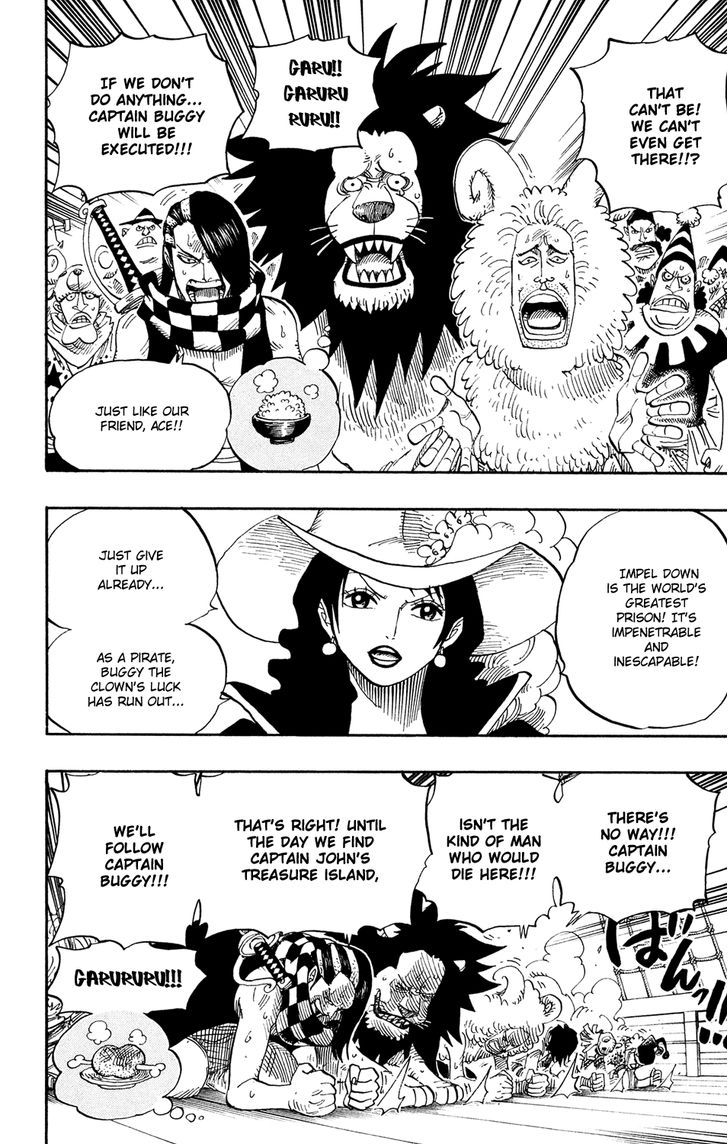 THAT
CAN'T BE!
WE CAN'T
EVEN GET
THERE!!?
GARU!!
GARURU
RURU!!
IF WE DON'T
DO ANYTHING...
CAPTAIN BUGGY
WILL BE
EXECUTED!!!
JUST LIKE OUR
FRIEND, ACE!!
IMPEL DOWN
IS THE WORLD'S
GREATEST
PRISON! IT'S
IMPENETRABLE
AND
INESCAPABLE!
JUST GIVE
IT UP
ALREADY...
AS A PIRATE,
BUGGY THE
CLOWN'S LUCK
HAS RUN OUT...
THERE'S
NO WAY!!!
CAPTAIN
BUGGY...
ISN'T THE
KIND OF MAN
WHO WOULD
DIE HERE!!!
THAT'S RIGHT! UNTIL
THE DAY WE FIND
CAPTAIN JOHN'S
TREASURE ISLAND,
WE'LL
FOLLOW
CAPTAIN
BUGGY!!!
GARURURU!!!
ばんっ!!...